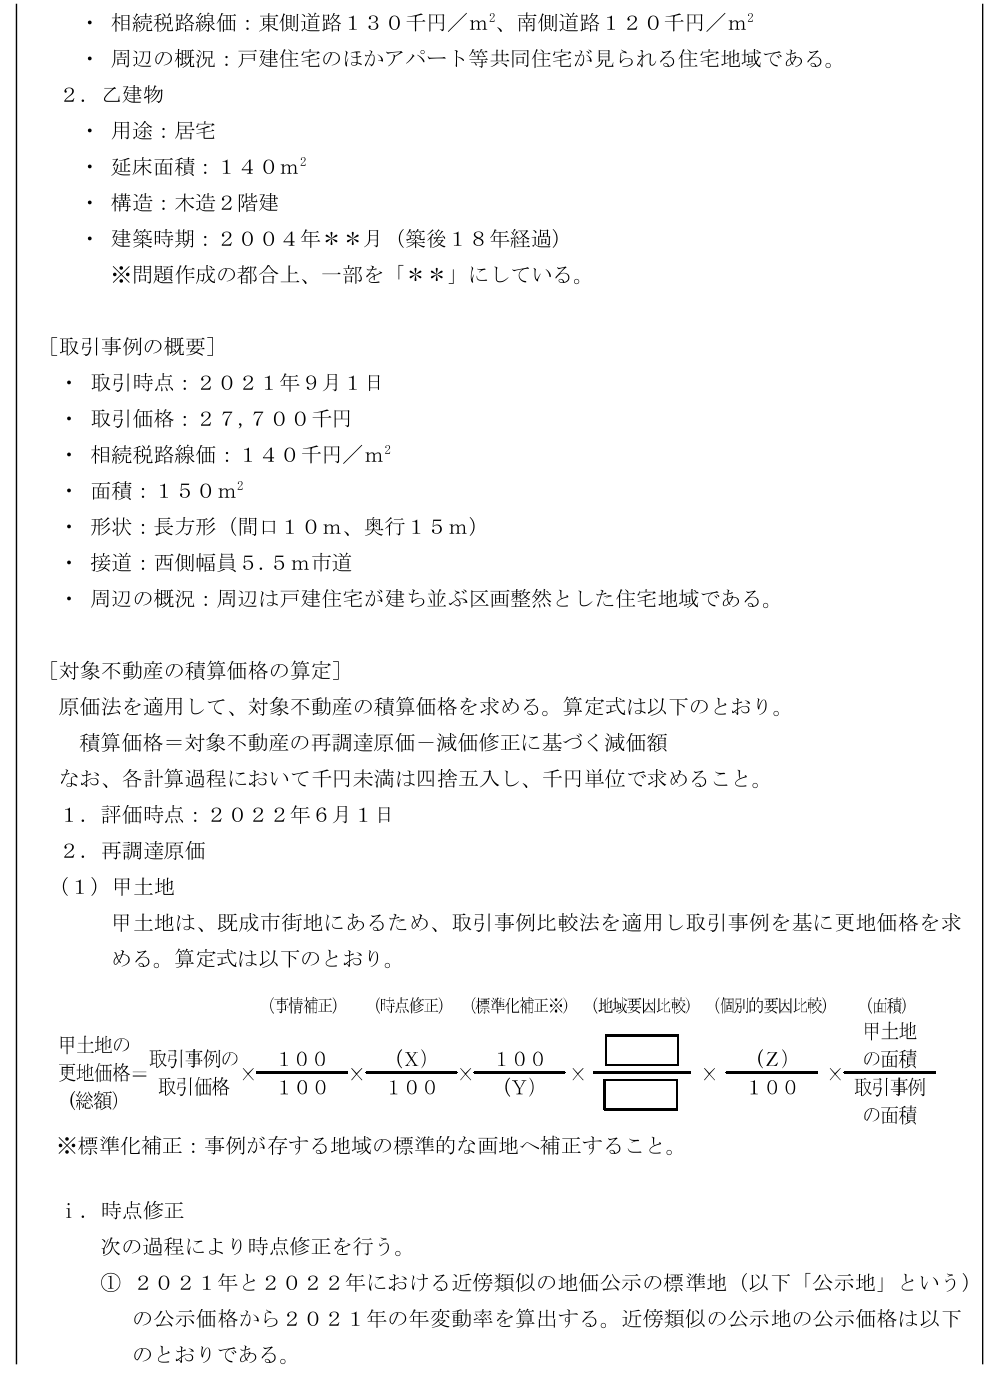 ・ 相続税路線価：東側道路１３０千円／m²、南側道路１２０千円／m²
・ 周辺の概況：戸建住宅のほかアパート等共同住宅が見られる住宅地域である。
２．乙建物
・ 用途：居宅
・ 延床面積：１４０m²
・ 構造：木造２階建
・ 建築時期：２００４年＊＊月（築後１８年経過）
※問題作成の都合上、一部を「＊＊」にしている。
［取引事例の概要］
・ 取引時点：２０２１年９月１日
・ 取引価格：２７,７００千円
・ 相続税路線価：１４０千円／m²
・ 面積：１５０m²
・ 形状：長方形（間口１０ｍ、奥行１５ｍ）
・ 接道：西側幅員５.５ｍ市道
・ 周辺の概況：周辺は戸建住宅が建ち並ぶ区画整然とした住宅地域である。
［対象不動産の積算価格の算定］
原価法を適用して、対象不動産の積算価格を求める。算定式は以下のとおり。
積算価格＝対象不動産の再調達原価－減価修正に基づく減価額
なお、各計算過程において千円未満は四捨五入し、千円単位で求めること。
１．評価時点：２０２２年６月１日
２．再調達原価
（１）甲土地
甲土地は、既成市街地にあるため、取引事例比較法を適用し取引事例を基に更地価格を求
める。算定式は以下のとおり。
（事情補正） （時点修正） （標準化補正※） （地域要因比較） （個別的要因比較） （面積）
甲土地の 取引事例の １００ （X） １００ （Z） 甲土地の面積
更地価格＝ × × × × × ×
（総額） 取引価格 １００ １００ （Y） １００ 取引事例の面積
※標準化補正：事例が存する地域の標準的な画地へ補正すること。
ⅰ．時点修正
次の過程により時点修正を行う。
① ２０２１年と２０２２年における近傍類似の地価公示の標準地（以下「公示地」という）
の公示価格から２０２１年の年変動率を算出する。近傍類似の公示地の公示価格は以下
のとおりである。